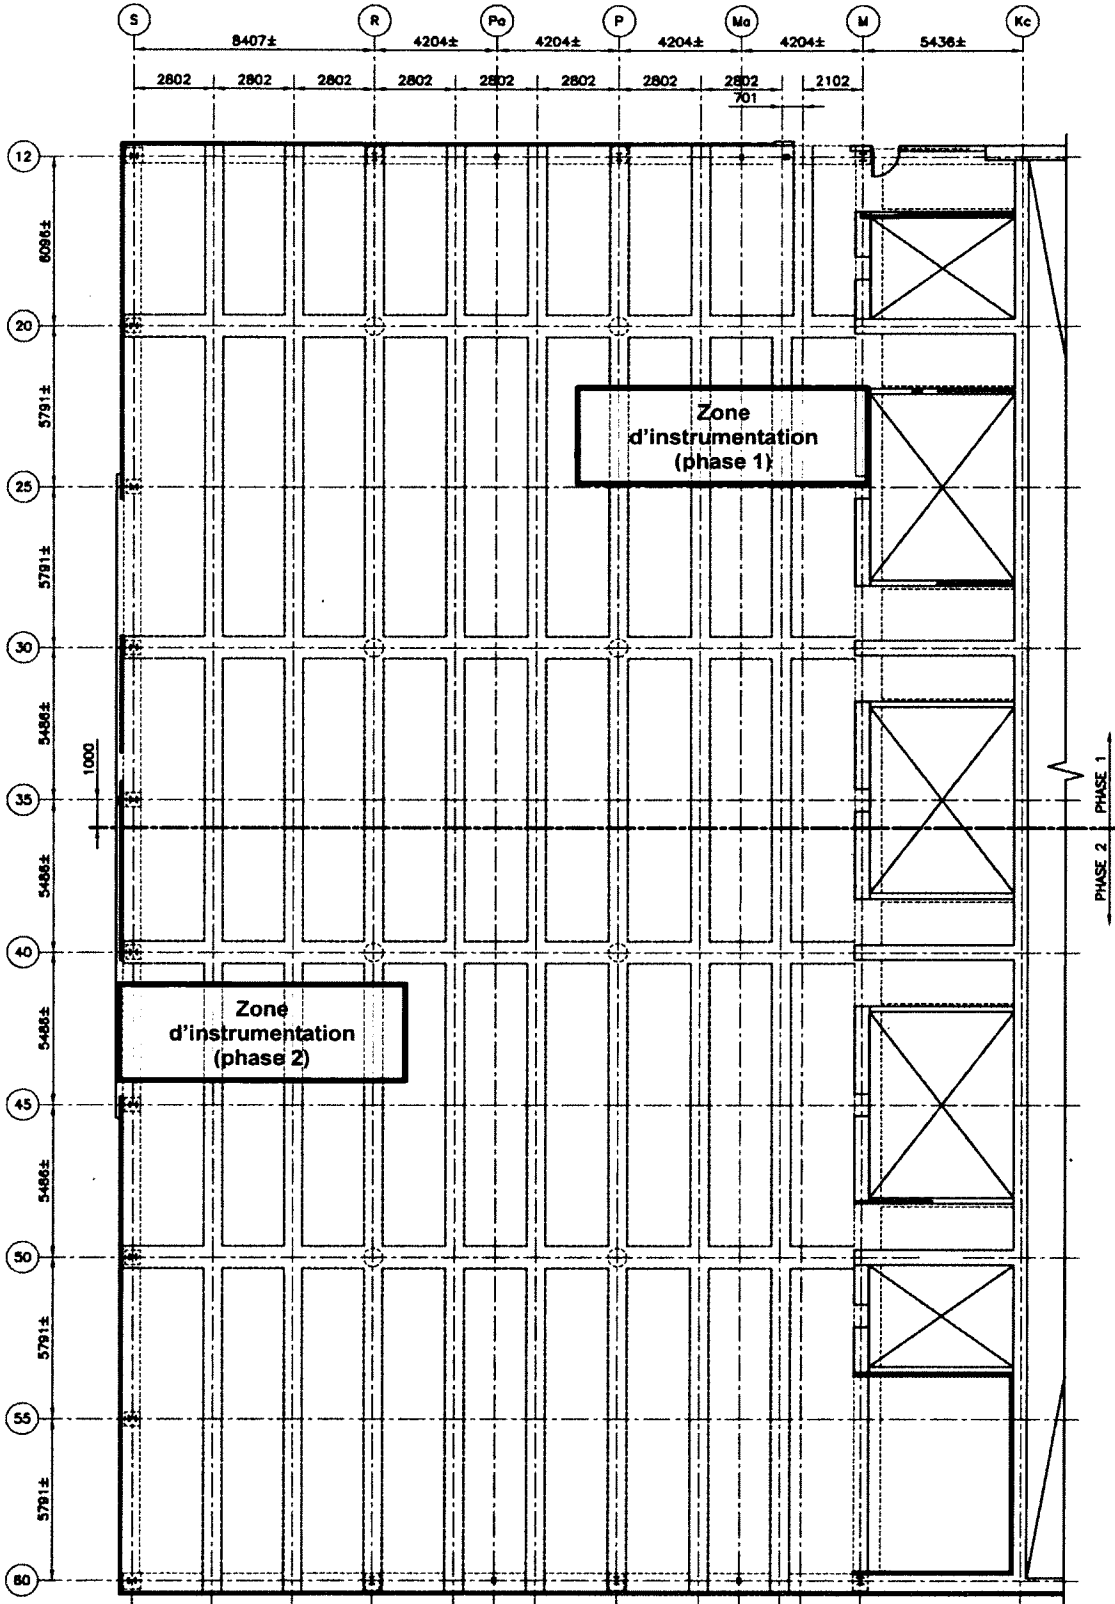 S R Pa P Ma M Kc
8407± 4204± 4204± 4204± 4204± 5436±
2802 2802 2802 2802 2802 2802 2802 2802 2102
701
12
6096±
20
5791±
Zone
d'instrumentation
(phase 1)
25
5791±
30
5486±
1000
PHASE 1
35
PHASE 2
5486±
40
Zone
d'instrumentation
(phase 2)
5486±
45
5486±
50
5791±
55
5791±
60